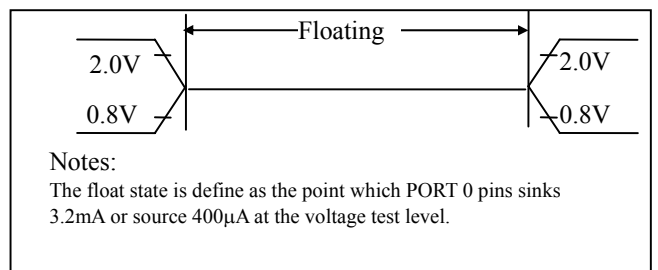 Floating
2.0V 2.0V
0.8V 0.8V
Notes:
The float state is define as the point which PORT 0 pins sinks
3.2mA or source 400μA at the voltage test level.